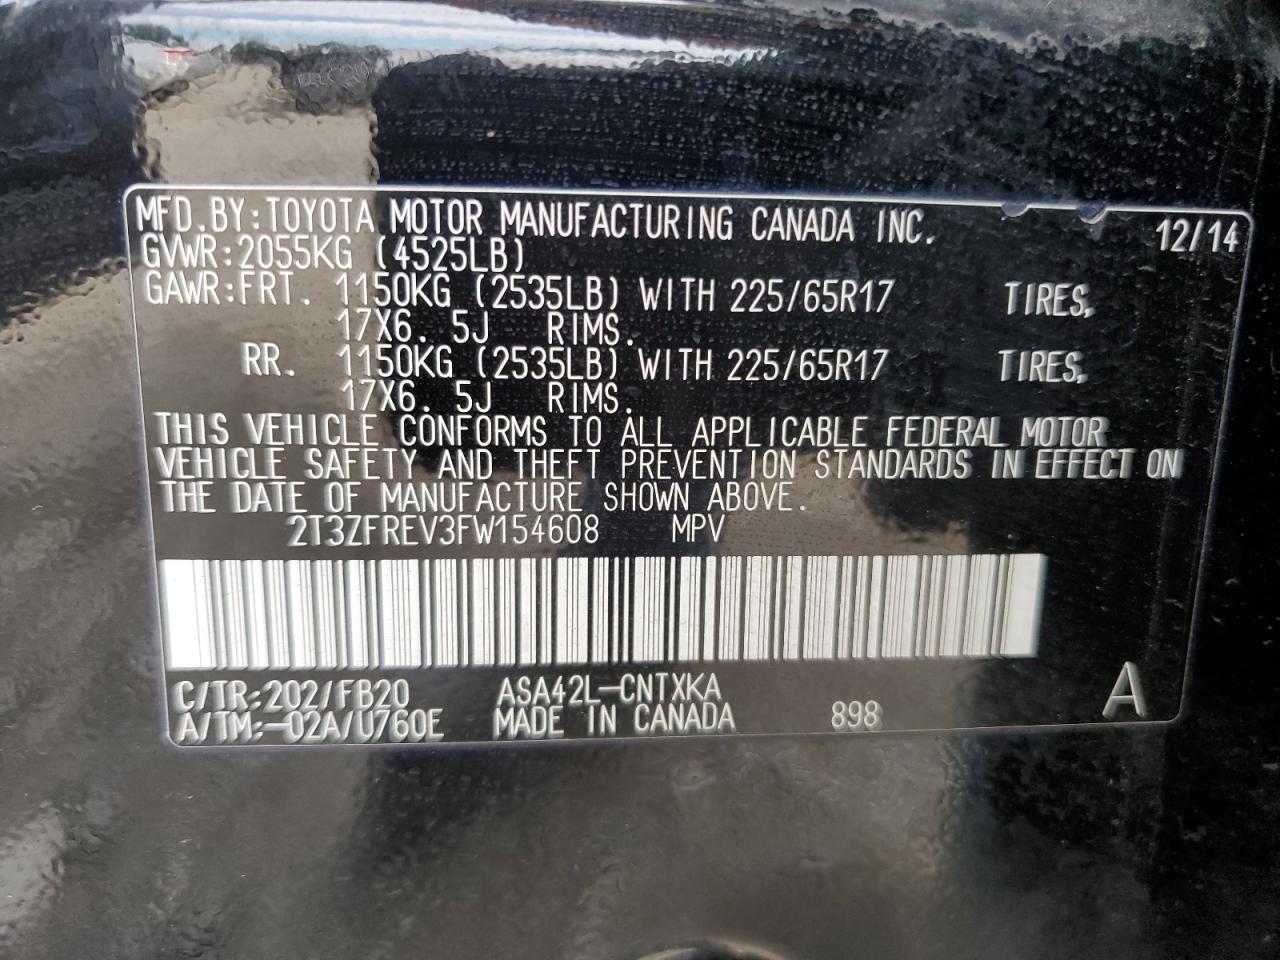 MFD.BY:TOYOTA MOTOR MANUFACTURING CANADA INC. 12/14
GVWR:2055KG (4525LB)
GAWR:FRT. 1150KG (2535LB) WITH 225/65R17 TIRES,
17X6. 5J RIMS.
RR. 1150KG (2535LB) WITH 225/65R17 TIRES,
17X6. 5J RIMS.
THIS VEHICLE CONFORMS TO ALL APPLICABLE FEDERAL MOTOR
VEHICLE SAFETY AND THEFT PREVENTION STANDARDS IN EFFECT ON
THE DATE OF MANUFACTURE SHOWN ABOVE.
2T3ZFREV3FW154608 MPV
C/TR:202/FB20 ASA42L-CNTXKA
A/TM:-02A/U760E MADE IN CANADA 898 A